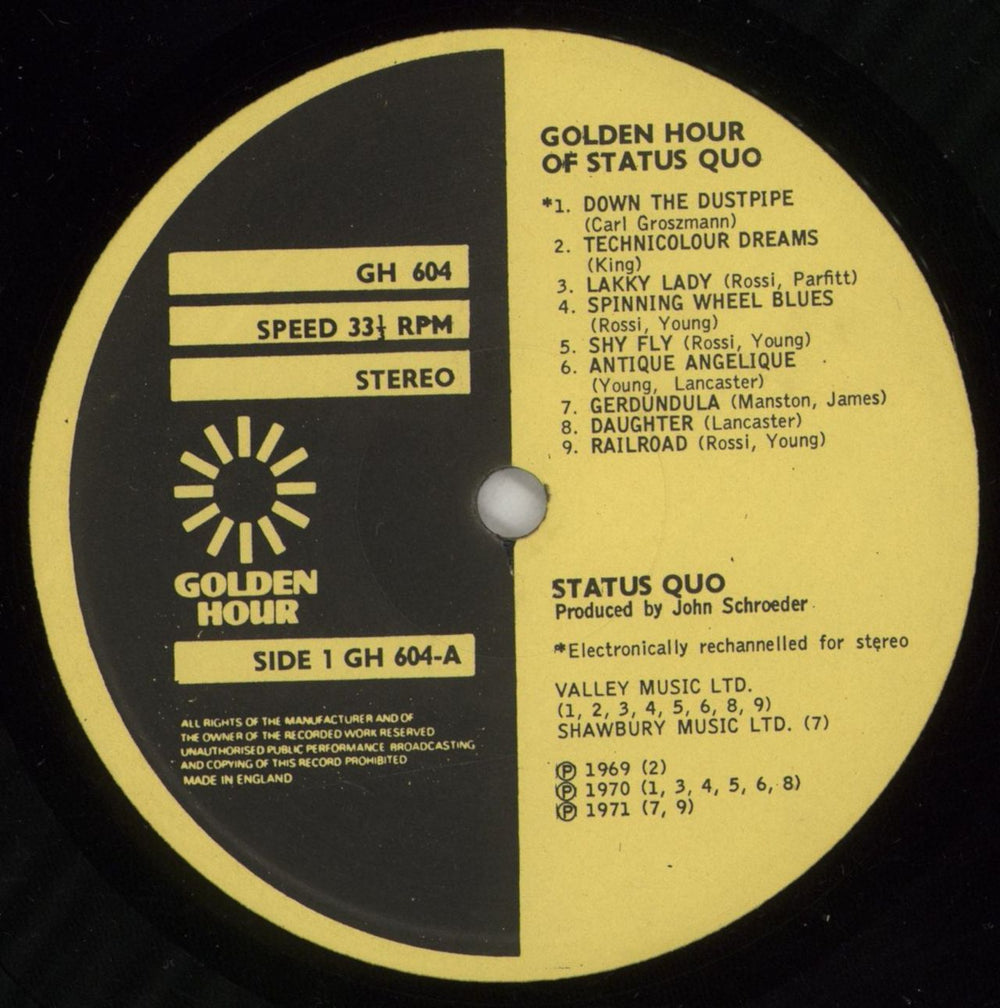 GH 604
SPEED 33⅓ RPM
STEREO
GOLDEN
HOUR
SIDE 1 GH 604-A
ALL RIGHTS OF THE MANUFACTURER AND OF
THE OWNER OF THE RECORDED WORK RESERVED
UNAUTHORISED PUBLIC PERFORMANCE BROADCASTING
AND COPYING OF THIS RECORD PROHIBITED
MADE IN ENGLAND
GOLDEN HOUR
OF STATUS QUO
*1. DOWN THE DUSTPIPE
(Carl Groszmann)
2. TECHNICOLOUR DREAMS
(King)
3. LAKKY LADY (Rossi, Parfitt)
4. SPINNING WHEEL BLUES
(Rossi, Young)
5. SHY FLY (Rossi, Young)
6. ANTIQUE ANGELIQUE
(Young, Lancaster)
7. GERDUNDULA (Manston, James)
8. DAUGHTER (Lancaster)
9. RAILROAD (Rossi, Young)
STATUS QUO
Produced by John Schroeder
*Electronically rechannelled for stereo
VALLEY MUSIC LTD.
(1, 2, 3, 4, 5, 6, 8, 9)
SHAWBURY MUSIC LTD. (7)
℗ 1969 (2)
℗ 1970 (1, 3, 4, 5, 6, 8)
℗ 1971 (7, 9)